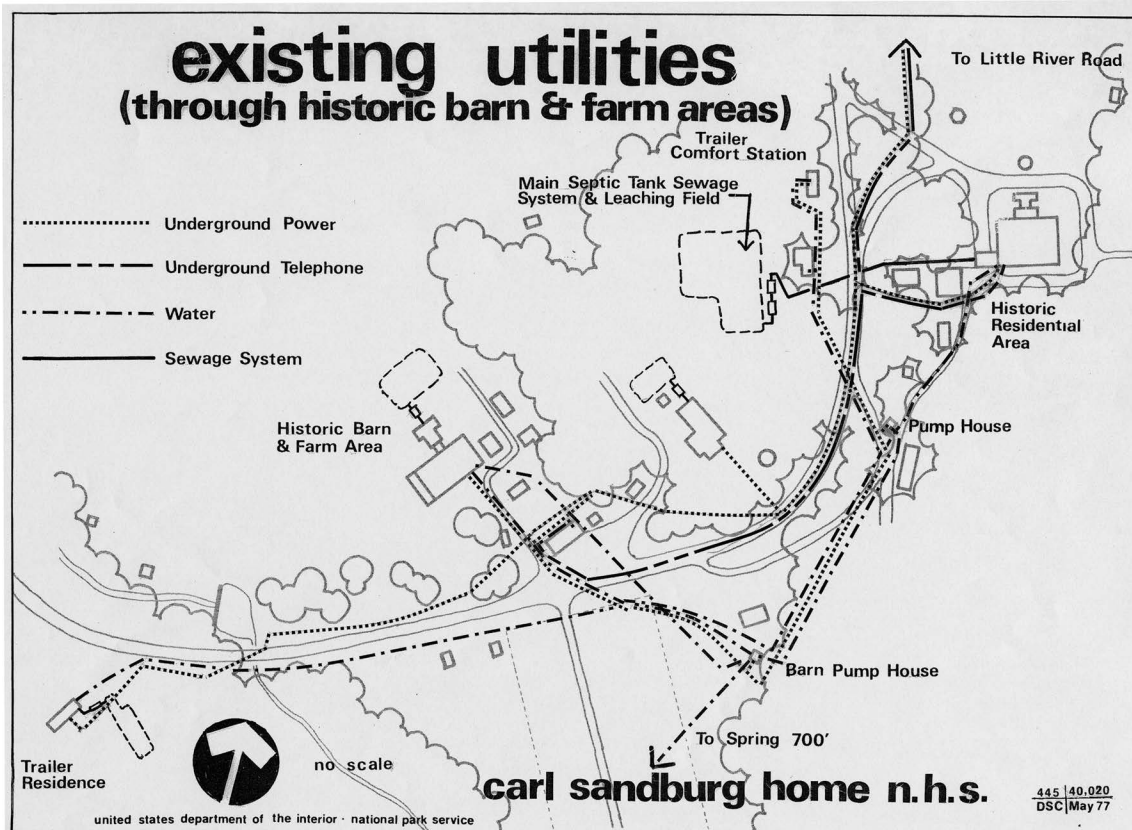 existing utilities
(through historic barn & farm areas)
To Little River Road
Trailer
Comfort Station
Main Septic Tank Sewage
System & Leaching Field
Underground Power
Underground Telephone
Water
Sewage System
Historic
Residential
Area
Historic Barn
& Farm Area
Pump House
Barn Pump House
To Spring 700'
Trailer
Residence
no scale
carl sandburg home n.h.s.
445 40.020
DSC May 77
united states department of the interior · national park service